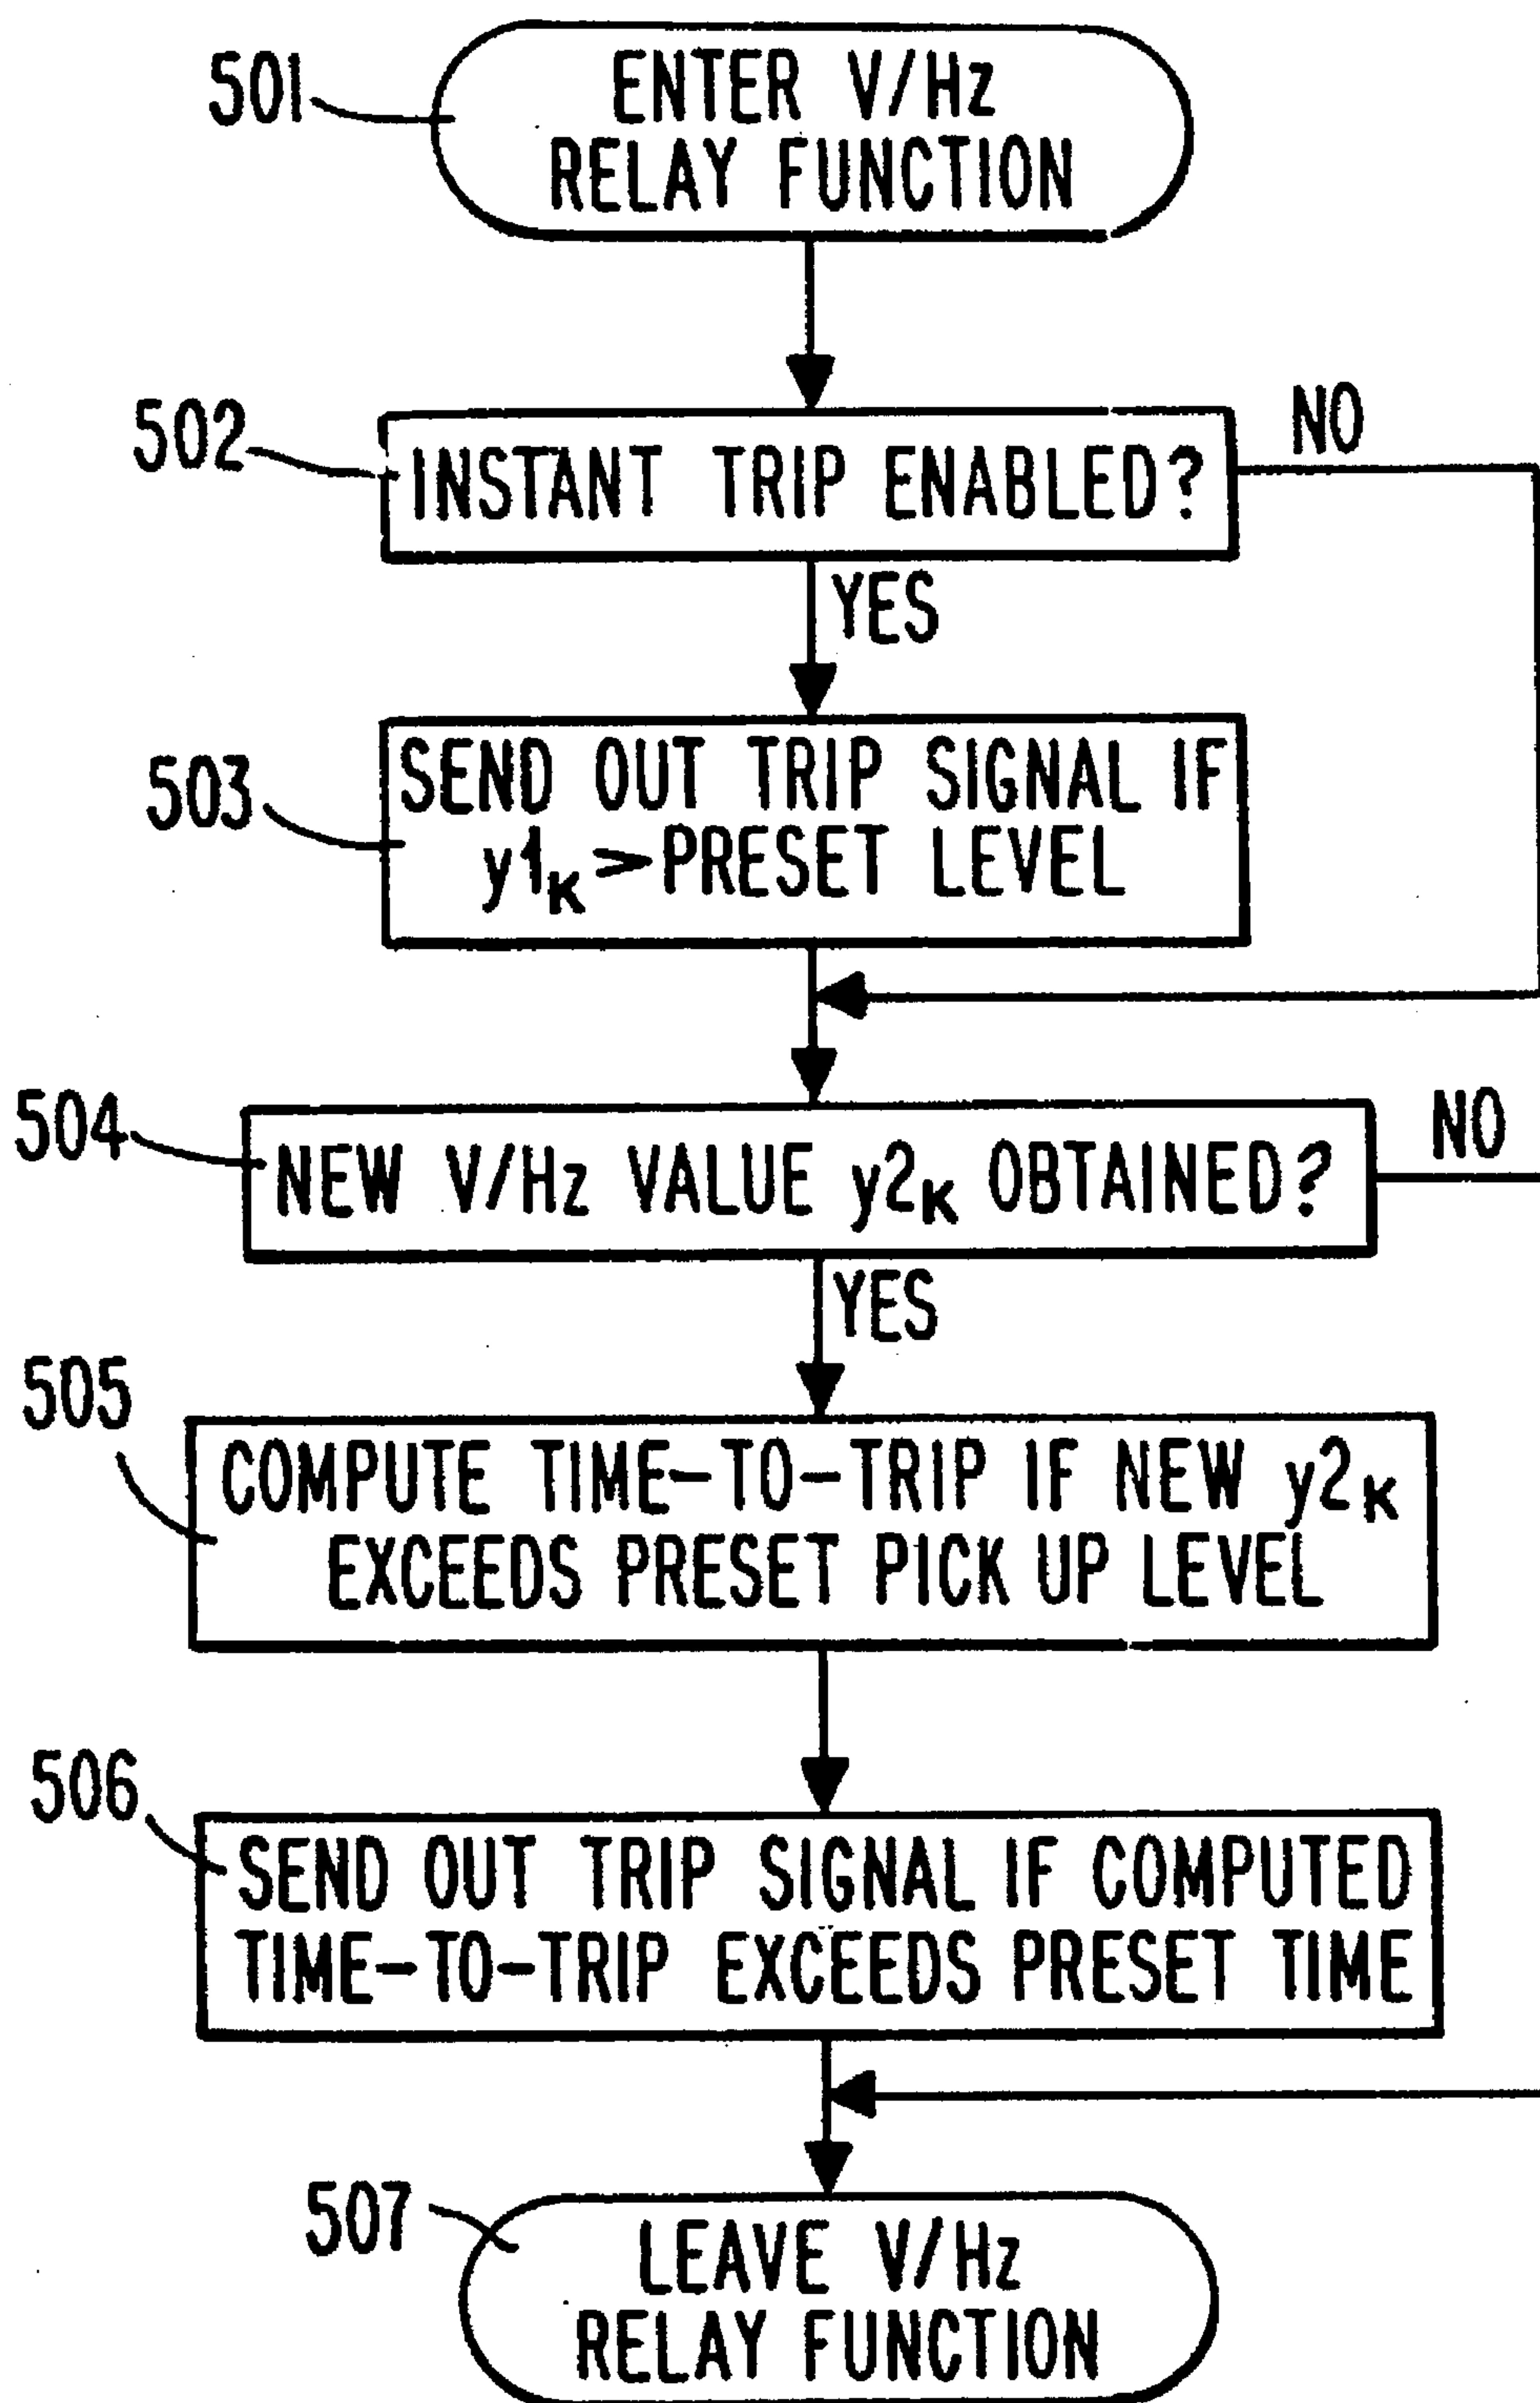 501
ENTER V/Hz
RELAY FUNCTION
502
INSTANT TRIP ENABLED?
NO
YES
503
SEND OUT TRIP SIGNAL IF
y1K>PRESET LEVEL
504
NEW V/Hz VALUE y2K OBTAINED?
NO
YES
505
COMPUTE TIME-TO-TRIP IF NEW y2K
EXCEEDS PRESET PICK UP LEVEL
506
SEND OUT TRIP SIGNAL IF COMPUTED
TIME-TO-TRIP EXCEEDS PRESET TIME
507
LEAVE V/Hz
RELAY FUNCTION